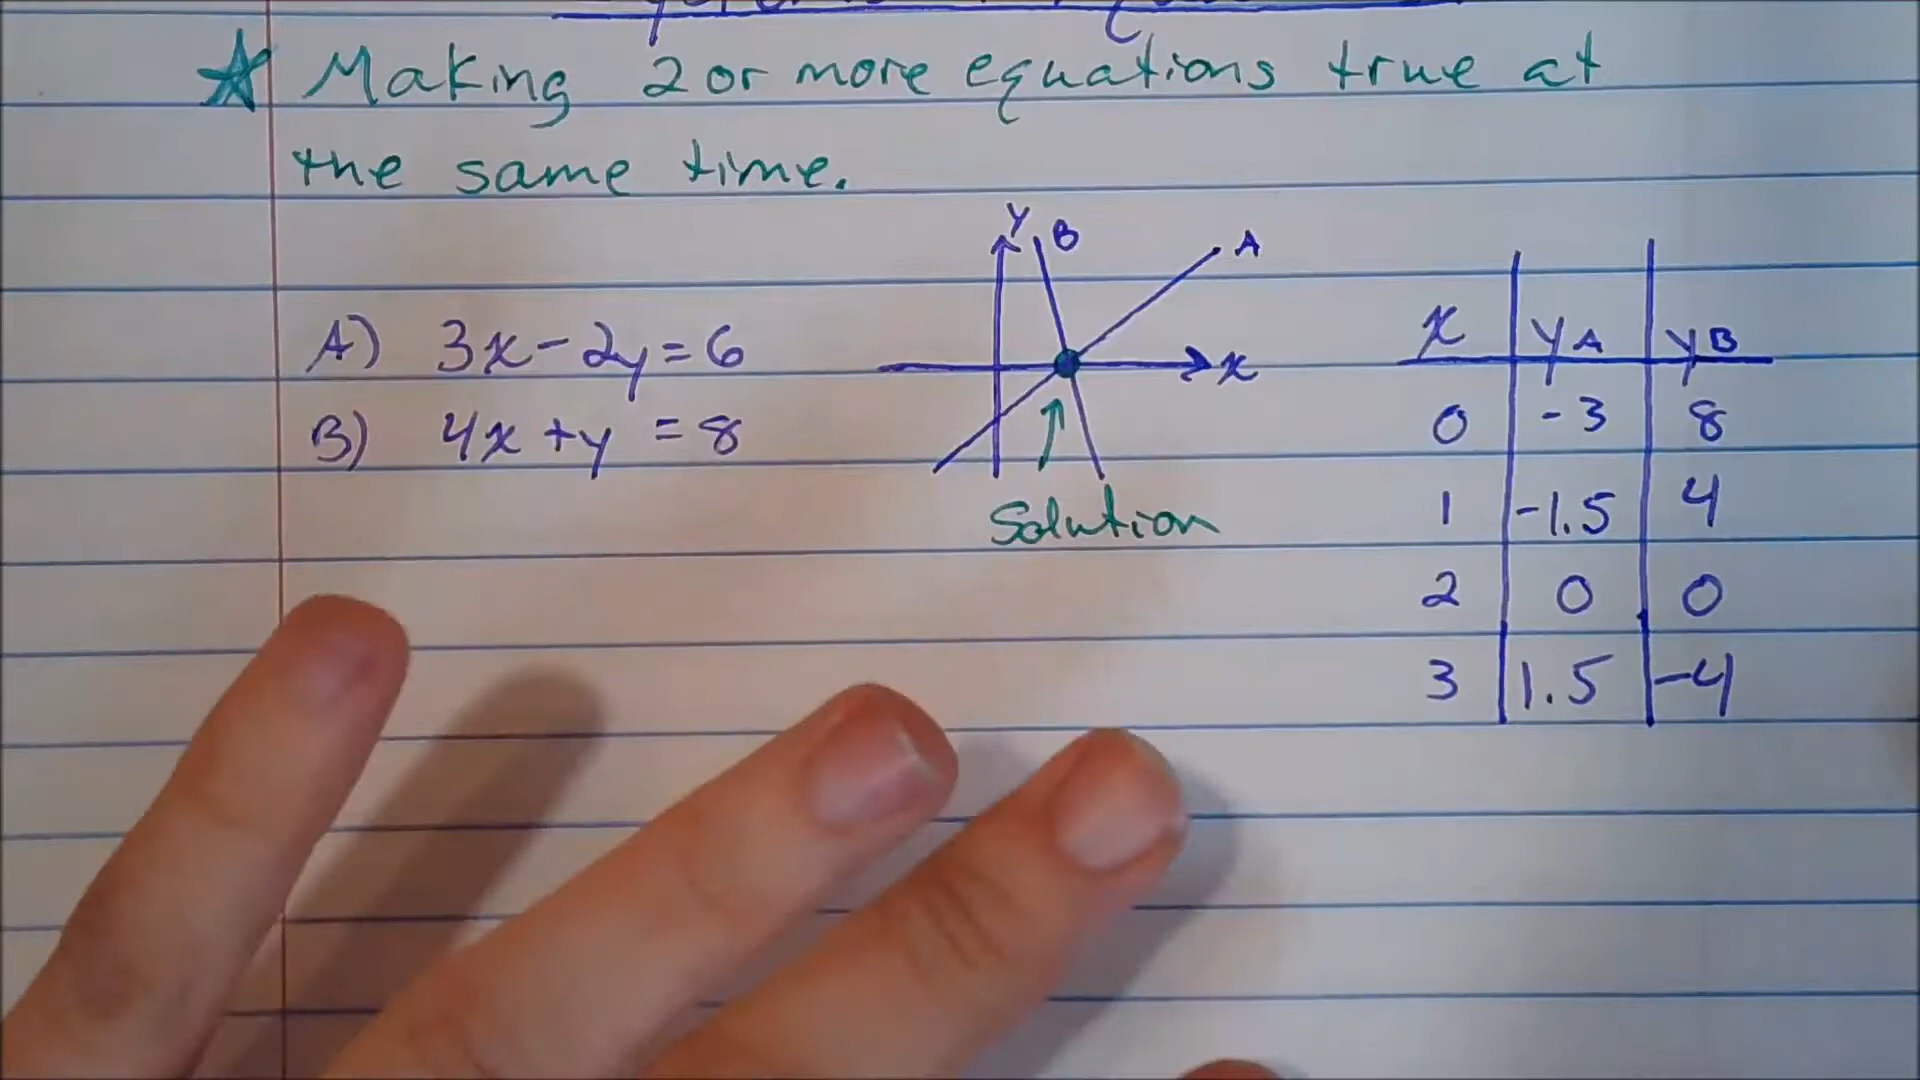 Making 2 or more equations true at
the same time.
A) 3x-2y=6
B) 4x+y=8
y B A
x
Solution
x yA yB
0 -3 8
1 -1.5 4
2 0 0
3 1.5 -4